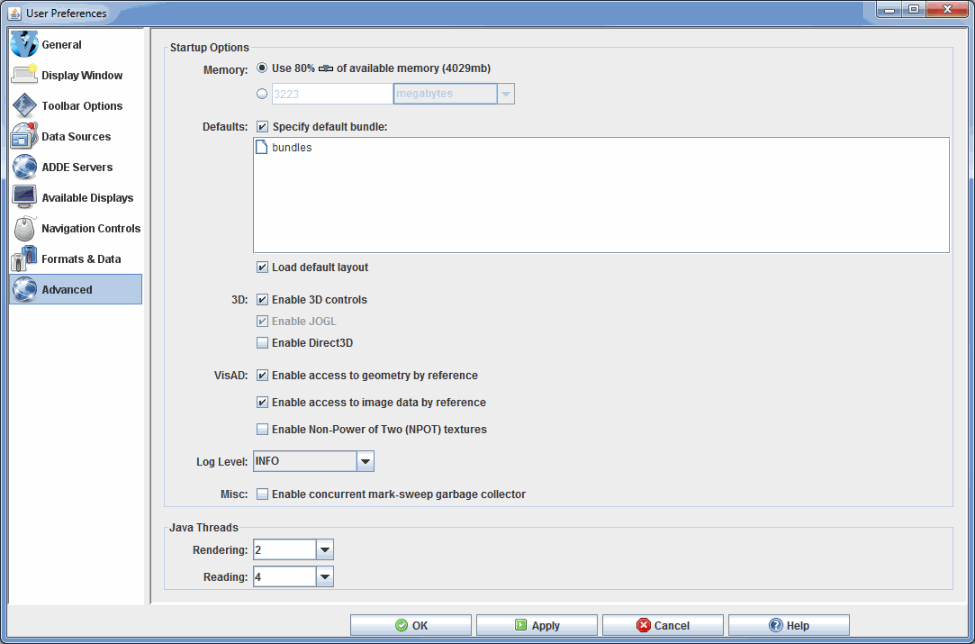 User Preferences
General
Display Window
Toolbar Options
Data Sources
ADDE Servers
Available Displays
Navigation Controls
Formats & Data
Advanced
Startup Options
Memory: Use 80% of available memory (4029mb)
3223 megabytes
Defaults: Specify default bundle:
bundles
Load default layout
3D: Enable 3D controls
Enable JOGL
Enable Direct3D
VisAD: Enable access to geometry by reference
Enable access to image data by reference
Enable Non-Power of Two (NPOT) textures
Log Level: INFO
Misc: Enable concurrent mark-sweep garbage collector
Java Threads
Rendering: 2
Reading: 4
OK Apply Cancel Help